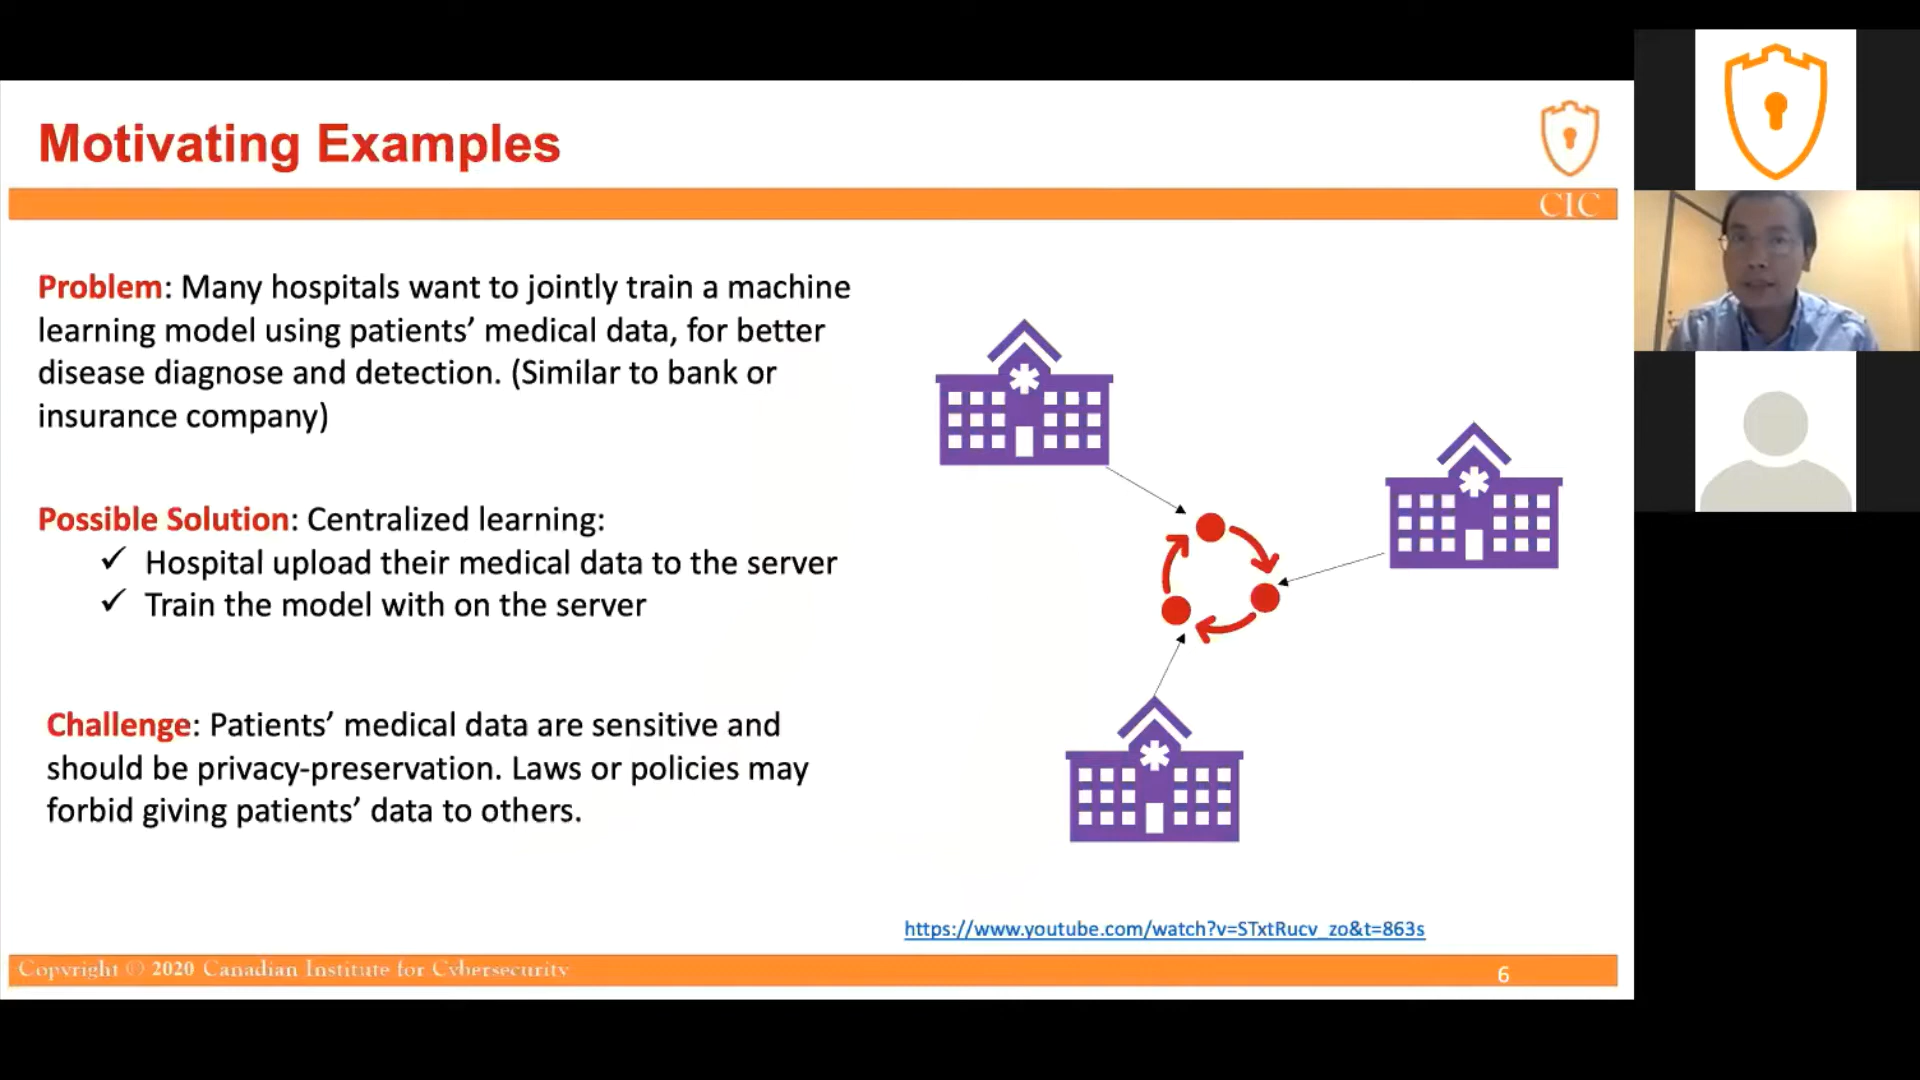 Motivating Examples
CIC
Problem: Many hospitals want to jointly train a machine
learning model using patients’ medical data, for better
disease diagnose and detection. (Similar to bank or
insurance company)
Possible Solution: Centralized learning:
✓ Hospital upload their medical data to the server
✓ Train the model with on the server
Challenge: Patients’ medical data are sensitive and
should be privacy-preservation. Laws or policies may
forbid giving patients’ data to others.
https://www.youtube.com/watch?v=STxtRucv_zo&t=863s
Copyright © 2020 Canadian Institute for Cybersecurity
6